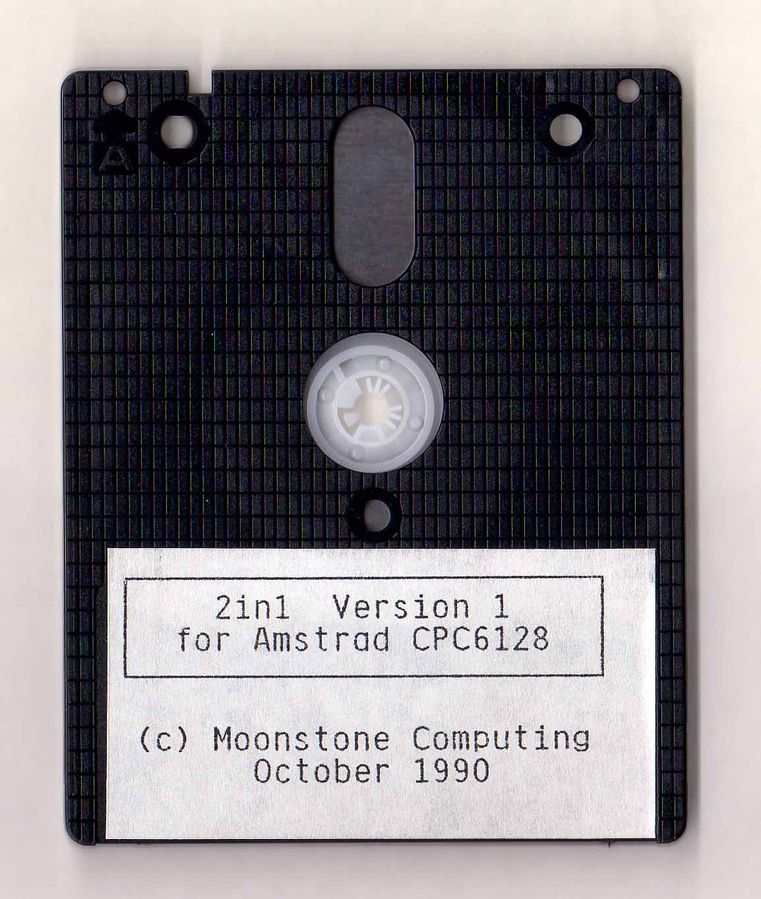 A
2in1 Version 1
for Amstrad CPC6128
(c) Moonstone Computing
October 1990